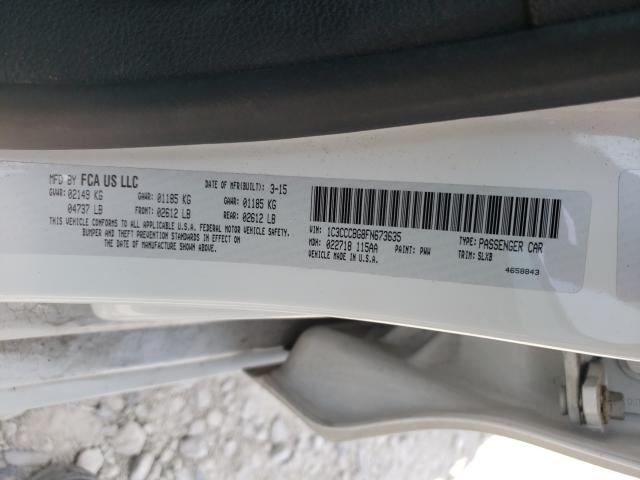 MFD BY FCA US LLC
DATE OF MFR(BUILT): 3-15
GVWR: 02149 KG
04737 LB
GAWR: 01185 KG
FRONT: 02612 LB
GAWR: 01185 KG
REAR: 02612 LB
THIS VEHICLE CONFORMS TO ALL APPLICABLE U.S.A. FEDERAL MOTOR VEHICLE SAFETY,
BUMPER AND THEFT PREVENTION STANDARDS IN EFFECT ON
THE DATE OF MANUFACTURE SHOWN ABOVE.
VIN: 1C3CCCBG8FN673635
TYPE: PASSENGER CAR
MDH: 022718 115AA
PAINT: PWW
TRIM: SLXB
VEHICLE MADE IN U.S.A.
4658843